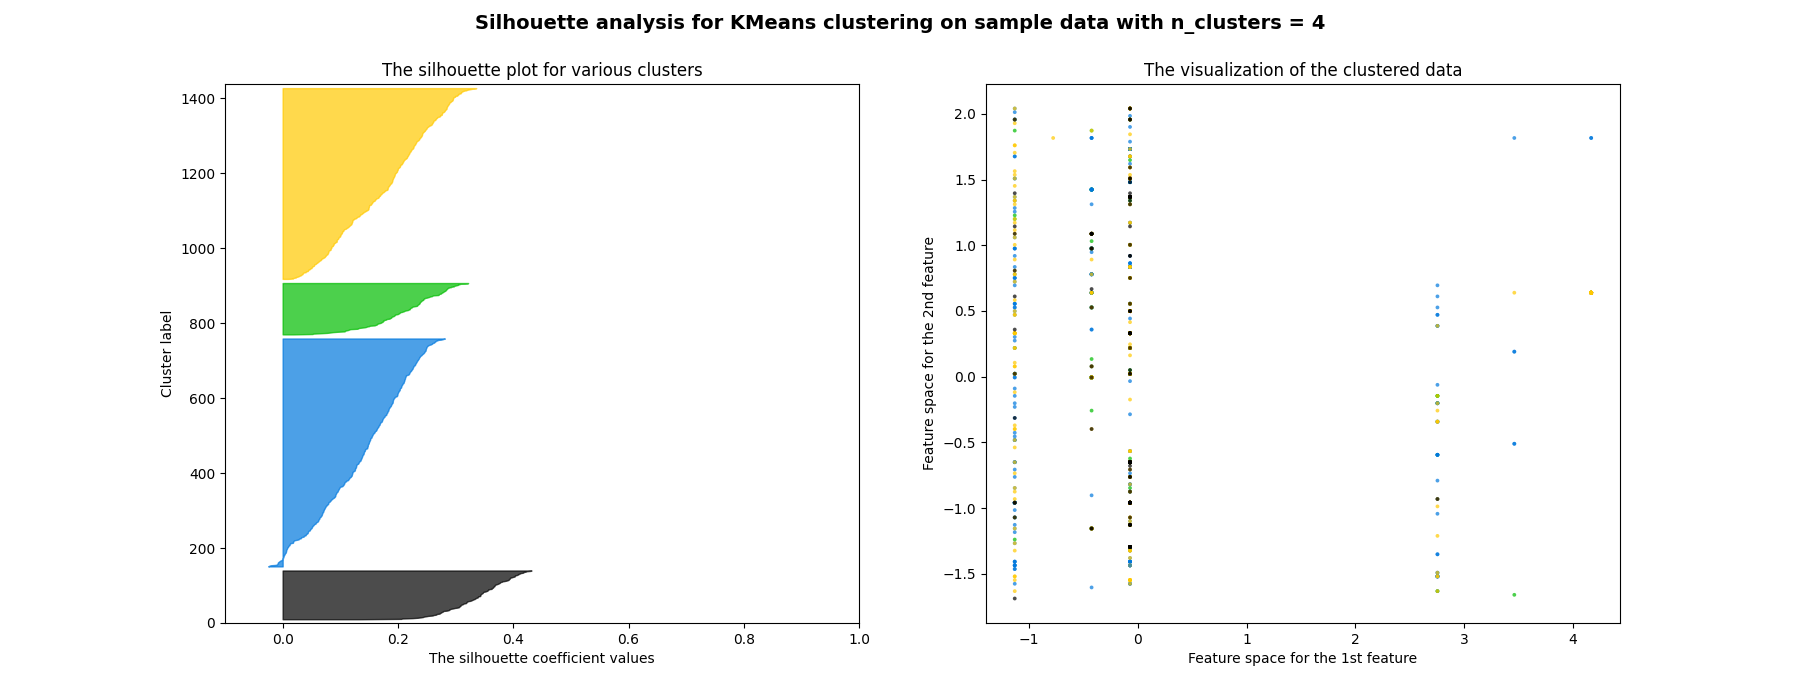 Silhouette analysis for KMeans clustering on sample data with n_clusters = 4
The silhouette plot for various clusters
Cluster label
1400
1200
1000
800
600
400
200
0
0.0 0.2 0.4 0.6 0.8 1.0
The silhouette coefficient values
The visualization of the clustered data
Feature space for the 2nd feature
2.0
1.5
1.0
0.5
0.0
−0.5
−1.0
−1.5
−1 0 1 2 3 4
Feature space for the 1st feature